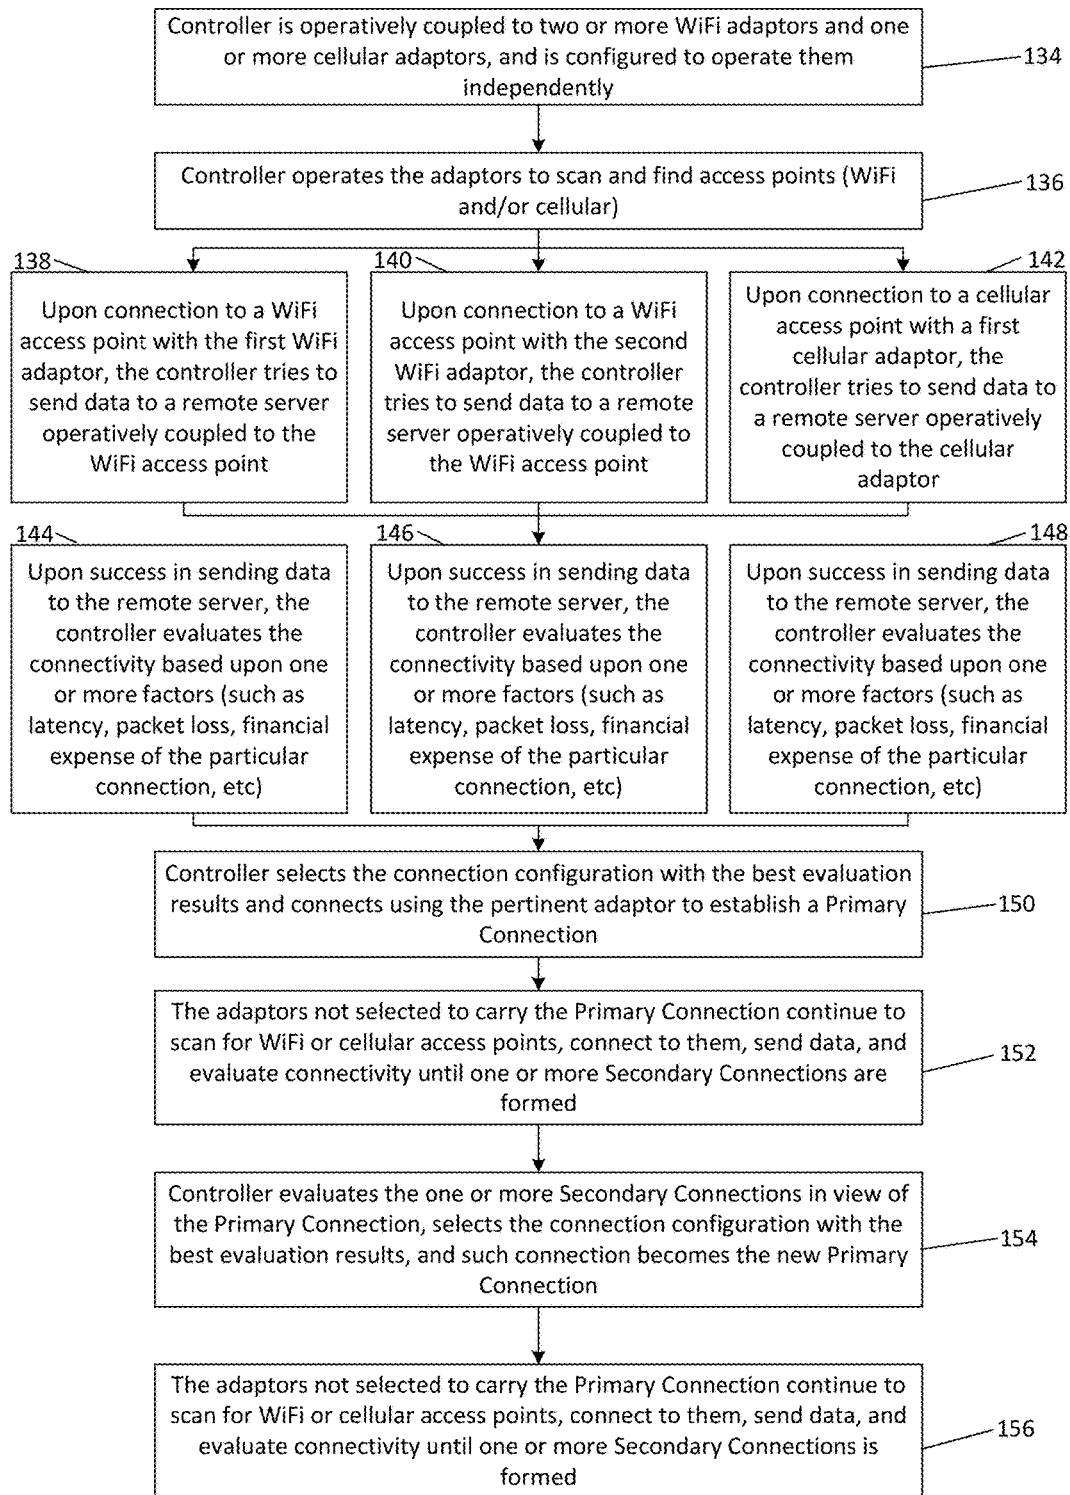 Controller is operatively coupled to two or more WiFi adaptors and one
or more cellular adaptors, and is configured to operate them
independently
134
Controller operates the adaptors to scan and find access points (WiFi
and/or cellular)
136
138
Upon connection to a WiFi
access point with the first WiFi
adaptor, the controller tries to
send data to a remote server
operatively coupled to the
WiFi access point
140
Upon connection to a WiFi
access point with the second
WiFi adaptor, the controller
tries to send data to a remote
server operatively coupled to
the WiFi access point
142
Upon connection to a cellular
access point with a first
cellular adaptor, the
controller tries to send data to
a remote server operatively
coupled to the cellular
adaptor
144
Upon success in sending data
to the remote server, the
controller evaluates the
connectivity based upon one
or more factors (such as
latency, packet loss, financial
expense of the particular
connection, etc)
146
Upon success in sending data
to the remote server, the
controller evaluates the
connectivity based upon one
or more factors (such as
latency, packet loss, financial
expense of the particular
connection, etc)
148
Upon success in sending data
to the remote server, the
controller evaluates the
connectivity based upon one
or more factors (such as
latency, packet loss, financial
expense of the particular
connection, etc)
Controller selects the connection configuration with the best evaluation
results and connects using the pertinent adaptor to establish a Primary
Connection
150
The adaptors not selected to carry the Primary Connection continue to
scan for WiFi or cellular access points, connect to them, send data, and
evaluate connectivity until one or more Secondary Connections are
formed
152
Controller evaluates the one or more Secondary Connections in view of
the Primary Connection, selects the connection configuration with the
best evaluation results, and such connection becomes the new Primary
Connection
154
The adaptors not selected to carry the Primary Connection continue to
scan for WiFi or cellular access points, connect to them, send data, and
evaluate connectivity until one or more Secondary Connections is
formed
156